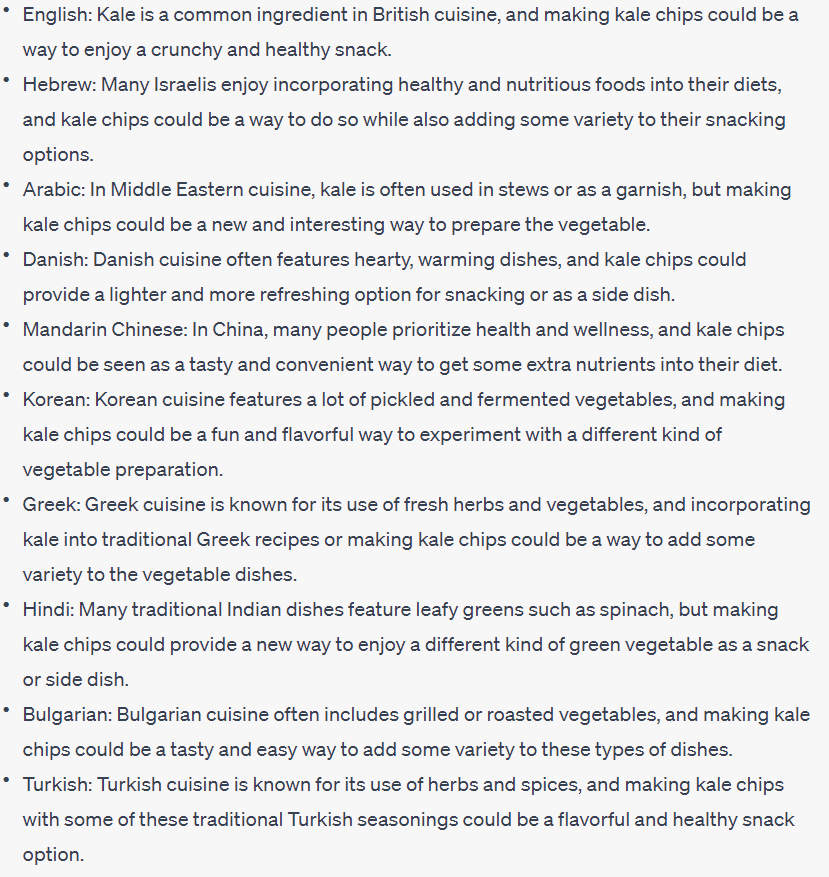 • English: Kale is a common ingredient in British cuisine, and making kale chips could be a
way to enjoy a crunchy and healthy snack.
• Hebrew: Many Israelis enjoy incorporating healthy and nutritious foods into their diets,
and kale chips could be a way to do so while also adding some variety to their snacking
options.
• Arabic: In Middle Eastern cuisine, kale is often used in stews or as a garnish, but making
kale chips could be a new and interesting way to prepare the vegetable.
• Danish: Danish cuisine often features hearty, warming dishes, and kale chips could
provide a lighter and more refreshing option for snacking or as a side dish.
• Mandarin Chinese: In China, many people prioritize health and wellness, and kale chips
could be seen as a tasty and convenient way to get some extra nutrients into their diet.
• Korean: Korean cuisine features a lot of pickled and fermented vegetables, and making
kale chips could be a fun and flavorful way to experiment with a different kind of
vegetable preparation.
• Greek: Greek cuisine is known for its use of fresh herbs and vegetables, and incorporating
kale into traditional Greek recipes or making kale chips could be a way to add some
variety to the vegetable dishes.
• Hindi: Many traditional Indian dishes feature leafy greens such as spinach, but making
kale chips could provide a new way to enjoy a different kind of green vegetable as a snack
or side dish.
• Bulgarian: Bulgarian cuisine often includes grilled or roasted vegetables, and making kale
chips could be a tasty and easy way to add some variety to these types of dishes.
• Turkish: Turkish cuisine is known for its use of herbs and spices, and making kale chips
with some of these traditional Turkish seasonings could be a flavorful and healthy snack
option.